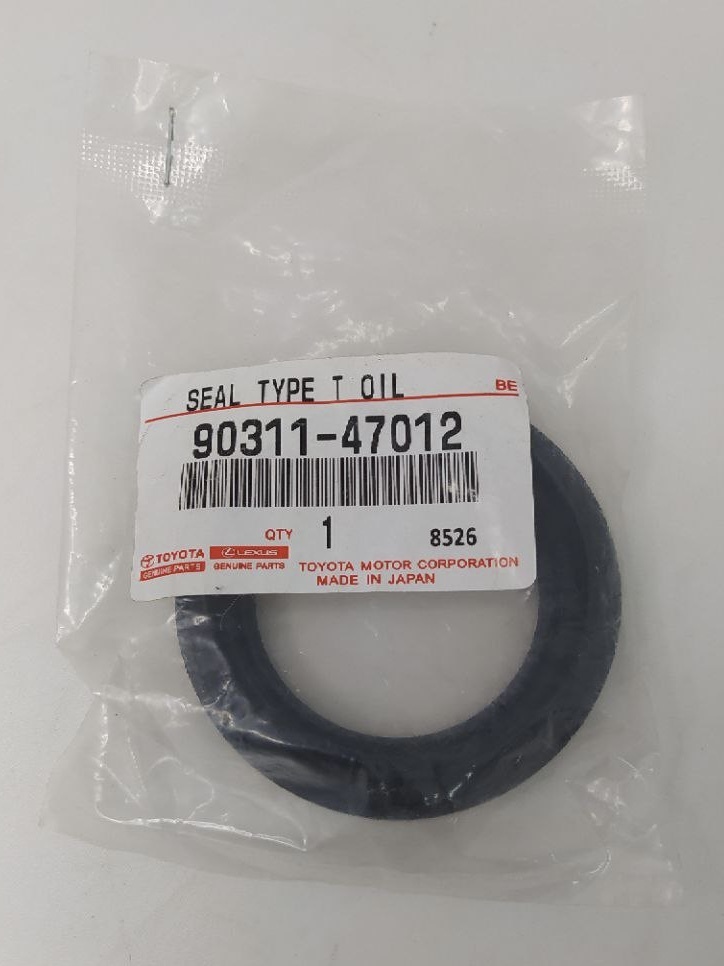 SEAL TYPE T OIL
BE
90311-47012
QTY 1 8526
TOYOTA
GENUINE PARTS
LEXUS
GENUINE PARTS
TOYOTA MOTOR CORPORATION
MADE IN JAPAN